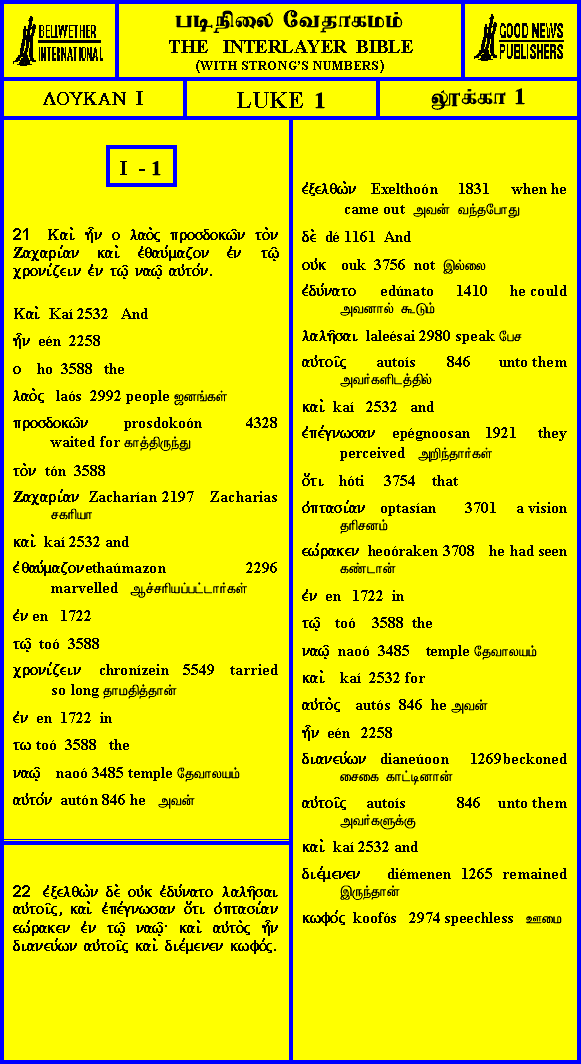 BELLWETHER
INTERNATIONAL
படிநிலை வேதாகமம்
THE INTERLAYER BIBLE
(WITH STRONG'S NUMBERS)
GOOD NEWS
PUBLISHERS
ΛΟΥΚΑΝ Ι
LUKE 1
லூக்கா 1
I - 1
21 Καὶ ἦν ο λαὸς προσδοκῶν τὸν
Ζαχαρίαν καὶ ἐθαύμαζον ἐν τῷ
χρονίζειν ἐν τῷ ναῷ αὐτόν.
Καὶ Kaí 2532 And
ἦν eén 2258
ο ho 3588 the
λαὸς laós 2992 people ஜனங்கள்
προσδοκῶν prosdokoón 4328
waited for காத்திருந்து
τὸν tón 3588
Ζαχαρίαν Zacharían 2197 Zacharias
சகரியா
καὶ kaí 2532 and
ἐθαύμαζον ethaúmazon 2296
marvelled ஆச்சரியப்பட்டார்கள்
ἐν en 1722
τῷ toó 3588
χρονίζειν chronízein 5549 tarried
so long தாமதித்தான்
ἐν en 1722 in
τω toó 3588 the
ναῷ naoó 3485 temple தேவாலயம்
αὐτόν autón 846 he அவன்
22 ἐξελθὼν δὲ οὐκ ἐδύνατο λαλῆσαι
αὐτοῖς, καὶ ἐπέγνωσαν ὅτι ὀπτασίαν
εώρακεν ἐν τῷ ναῷ· καὶ αὐτὸς ἦν
διανεύων αὐτοῖς καὶ διέμενεν κωφός.
ἐξελθὼν Exelthoón 1831 when he
came out அவன் வந்தபோது
δὲ dé 1161 And
οὐκ ouk 3756 not இல்லை
ἐδύνατο edúnato 1410 he could
அவனால் கூடும்
λαλῆσαι laleésai 2980 speak பேச
αὐτοῖς autoís 846 unto them
அவர்களிடத்தில்
καὶ kaí 2532 and
ἐπέγνωσαν epégnoosan 1921 they
perceived அறிந்தார்கள்
ὅτι hóti 3754 that
ὀπτασίαν optasían 3701 a vision
தரிசனம்
εώρακεν heoóraken 3708 he had seen
கண்டான்
ἐν en 1722 in
τῷ toó 3588 the
ναῷ naoó 3485 temple தேவாலயம்
καὶ kaí 2532 for
αὐτὸς autós 846 he அவன்
ἦν eén 2258
διανεύων dianeúoon 1269 beckoned
சைகை காட்டினான்
αὐτοῖς autoís 846 unto them
அவர்களுக்கு
καὶ kaí 2532 and
διέμενεν diémenen 1265 remained
இருந்தான்
κωφός koofós 2974 speechless ஊமை